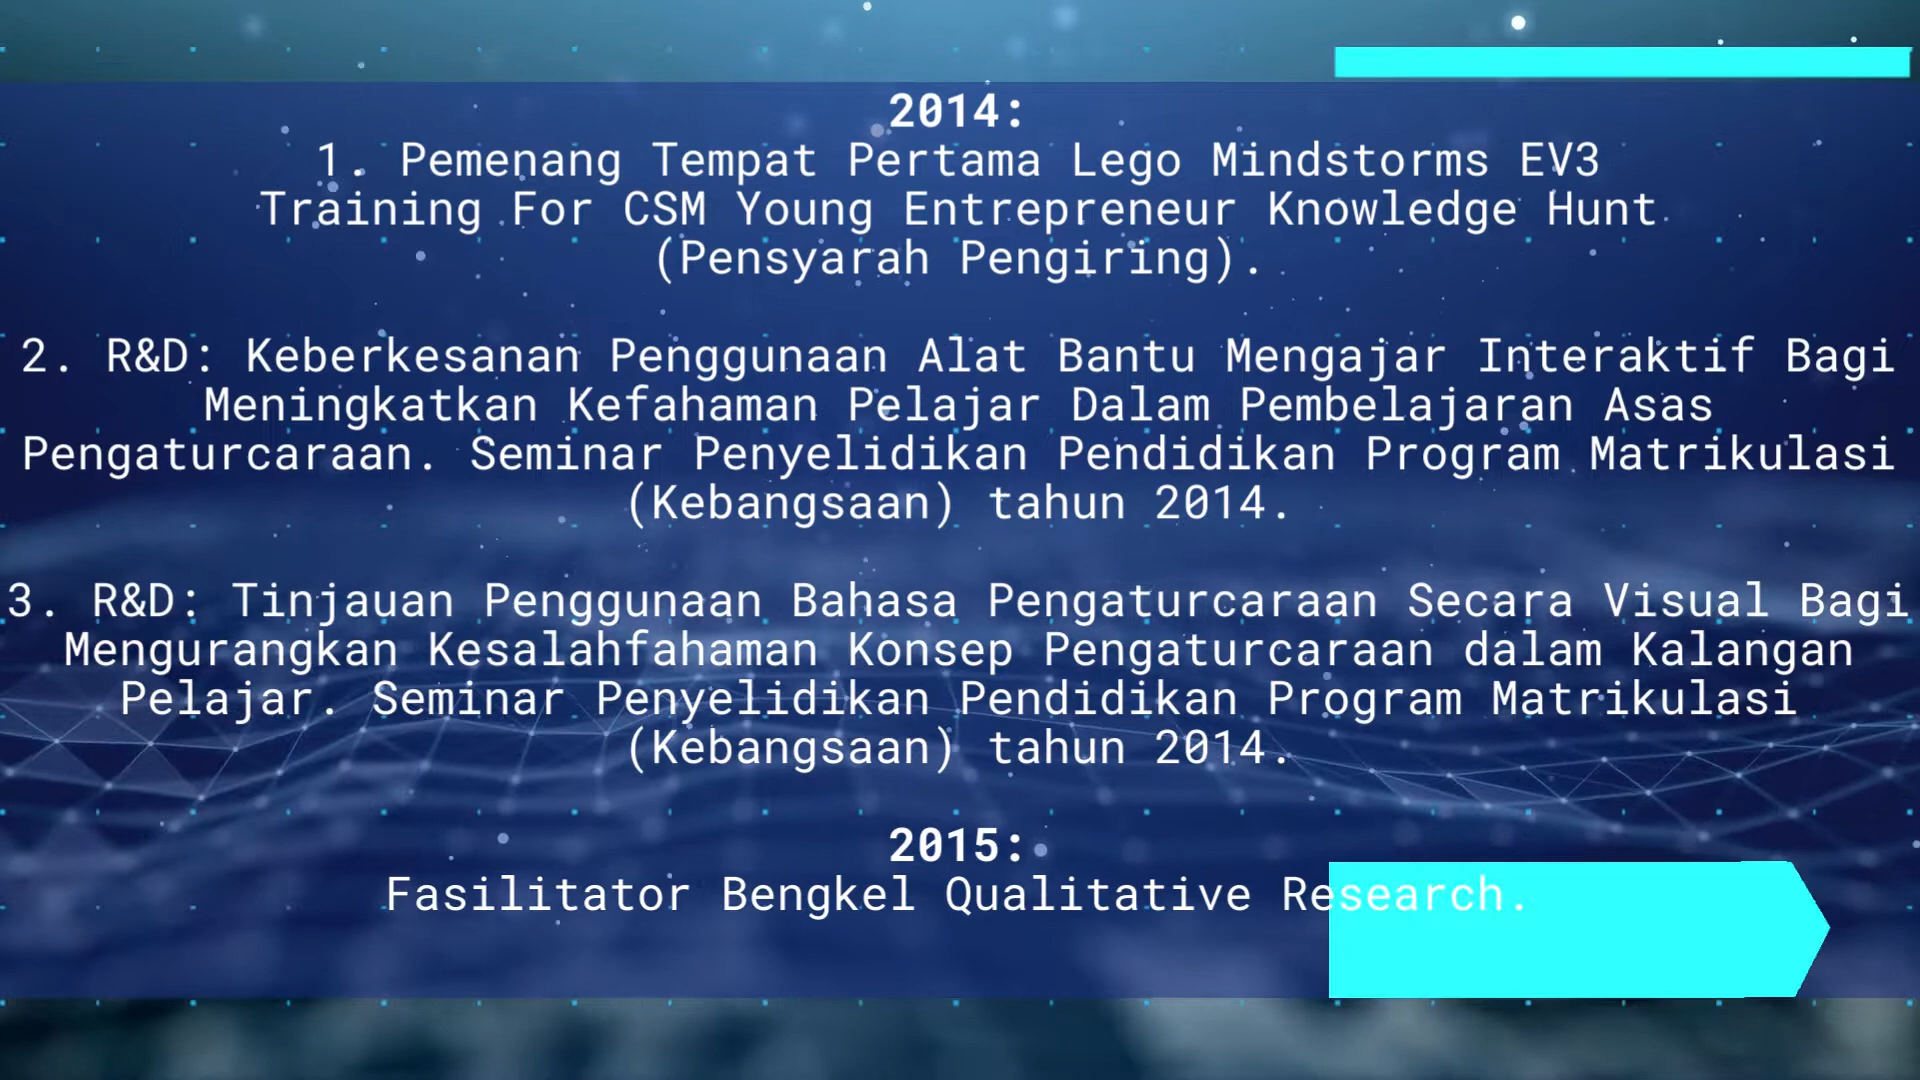 2014:
1. Pemenang Tempat Pertama Lego Mindstorms EV3
Training For CSM Young Entrepreneur Knowledge Hunt
(Pensyarah Pengiring).
2. R&D: Keberkesanan Penggunaan Alat Bantu Mengajar Interaktif Bagi
Meningkatkan Kefahaman Pelajar Dalam Pembelajaran Asas
Pengaturcaraan. Seminar Penyelidikan Pendidikan Program Matrikulasi
(Kebangsaan) tahun 2014.
3. R&D: Tinjauan Penggunaan Bahasa Pengaturcaraan Secara Visual Bagi
Mengurangkan Kesalahfahaman Konsep Pengaturcaraan dalam Kalangan
Pelajar. Seminar Penyelidikan Pendidikan Program Matrikulasi
(Kebangsaan) tahun 2014.
2015:
Fasilitator Bengkel Qualitative Research.